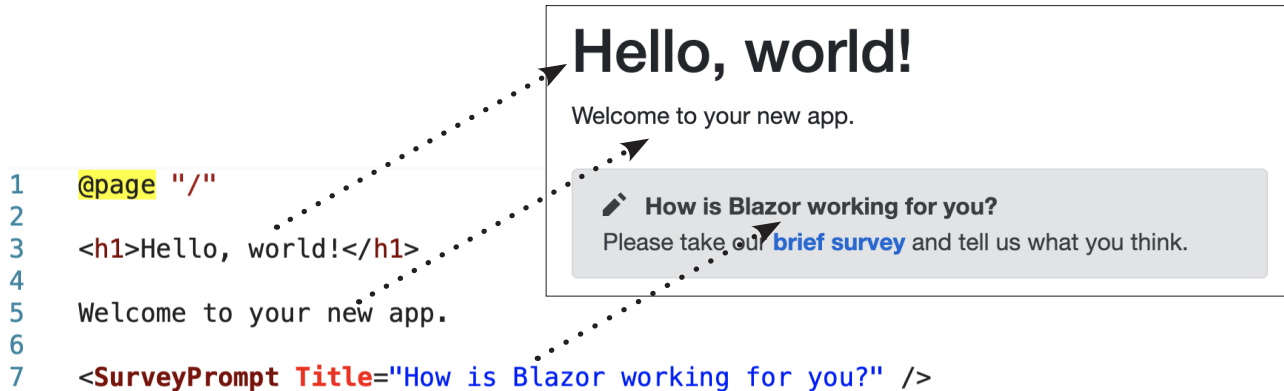 Hello, world!
Welcome to your new app.
How is Blazor working for you?
Please take our brief survey and tell us what you think.
1 @page "/"
2
3 <h1>Hello, world!</h1>
4
5 Welcome to your new app.
6
7 <SurveyPrompt Title="How is Blazor working for you?" />